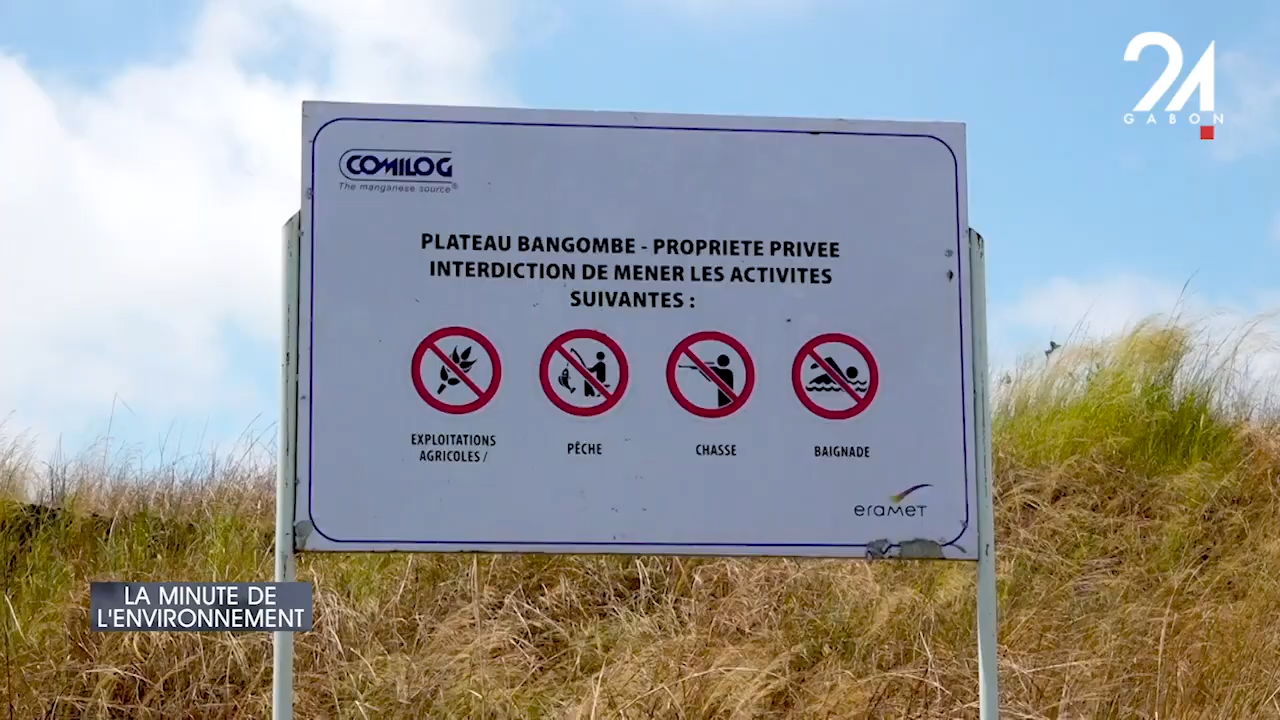 24
GABON
COMILOG
The manganese source®
PLATEAU BANGOMBE - PROPRIETE PRIVEE
INTERDICTION DE MENER LES ACTIVITES
SUIVANTES :
EXPLOITATIONS
AGRICOLES /
PÊCHE
CHASSE
BAIGNADE
eramet
LA MINUTE DE
L'ENVIRONNEMENT